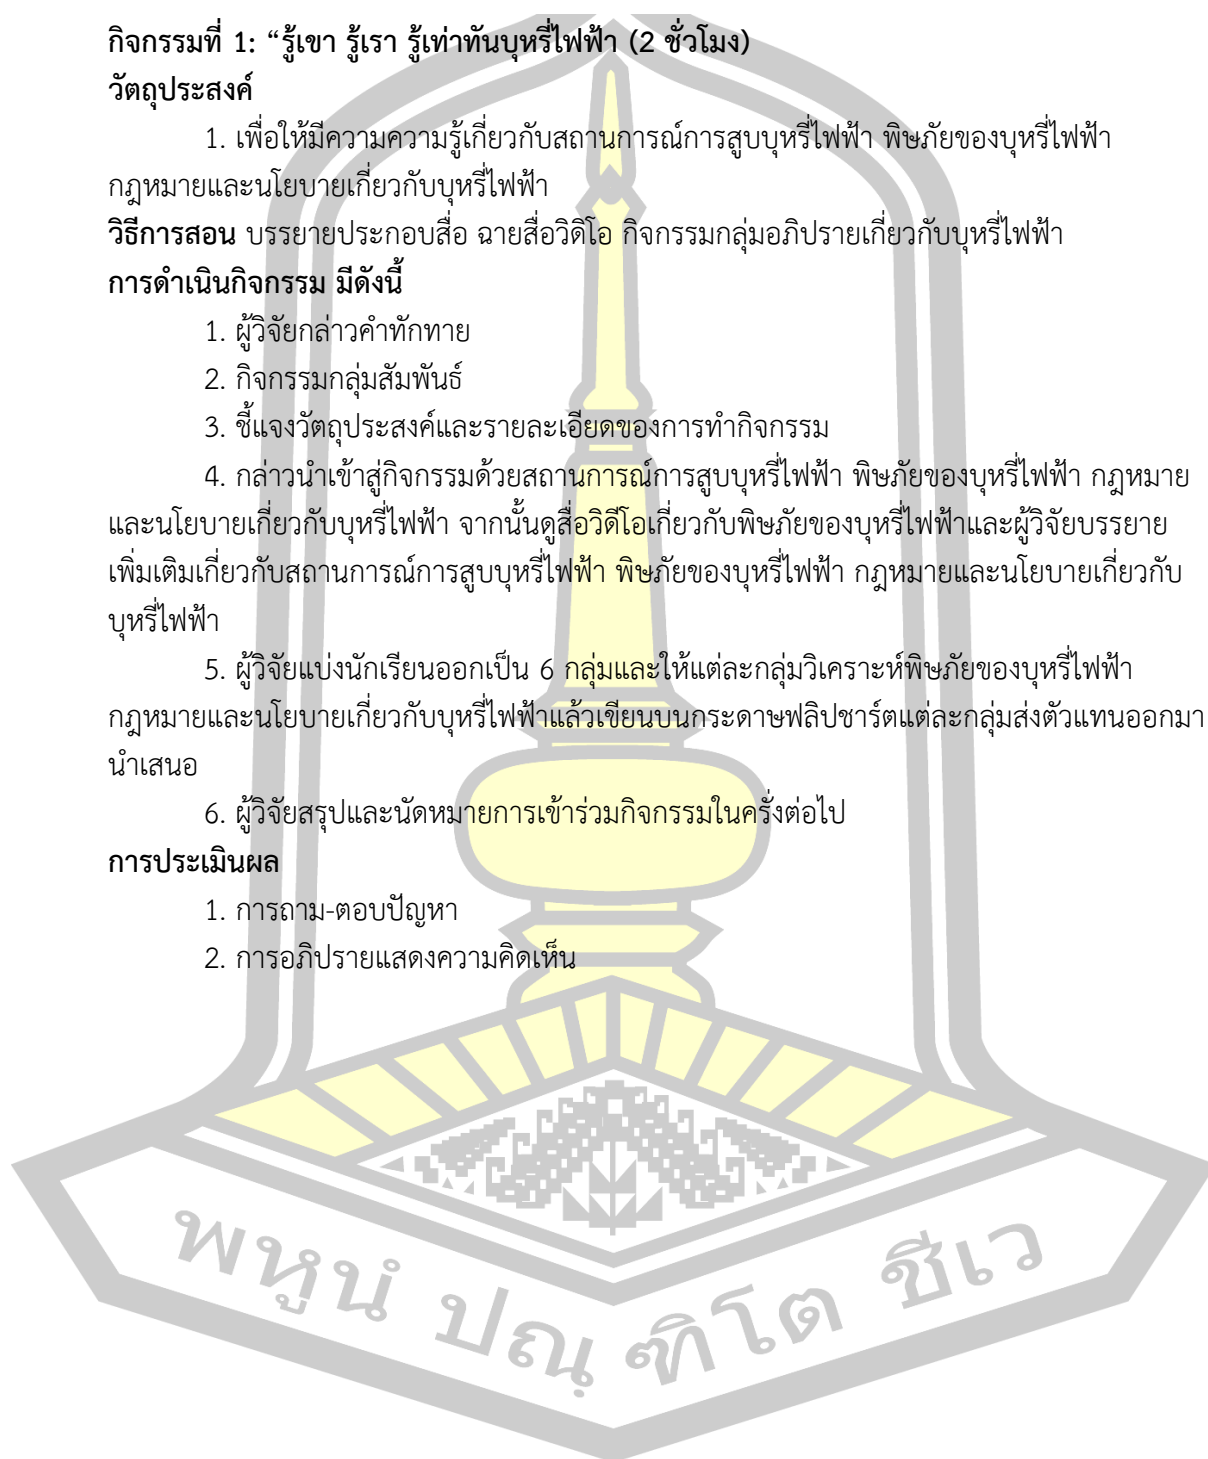 กิจกรรมที่ 1: “รู้เขา รู้เรา รู้เท่าทันบุหรี่ไฟฟ้า (2 ชั่วโมง)
วัตถุประสงค์
1. เพื่อให้มีความความรู้เกี่ยวกับสถานการณ์การสูบบุหรี่ไฟฟ้า พิษภัยของบุหรี่ไฟฟ้า
กฎหมายและนโยบายเกี่ยวกับบุหรี่ไฟฟ้า
วิธีการสอน บรรยายประกอบสื่อ ฉายสื่อวิดิโอ กิจกรรมกลุ่มอภิปรายเกี่ยวกับบุหรี่ไฟฟ้า
การดำเนินกิจกรรม มีดังนี้
1. ผู้วิจัยกล่าวคำทักทาย
2. กิจกรรมกลุ่มสัมพันธ์
3. ชี้แจงวัตถุประสงค์และรายละเอียดของการทำกิจกรรม
4. กล่าวนำเข้าสู่กิจกรรมด้วยสถานการณ์การสูบบุหรี่ไฟฟ้า พิษภัยของบุหรี่ไฟฟ้า กฎหมาย
และนโยบายเกี่ยวกับบุหรี่ไฟฟ้า จากนั้นดูสื่อวิดีโอเกี่ยวกับพิษภัยของบุหรี่ไฟฟ้าและผู้วิจัยบรรยาย
เพิ่มเติมเกี่ยวกับสถานการณ์การสูบบุหรี่ไฟฟ้า พิษภัยของบุหรี่ไฟฟ้า กฎหมายและนโยบายเกี่ยวกับ
บุหรี่ไฟฟ้า
5. ผู้วิจัยแบ่งนักเรียนออกเป็น 6 กลุ่มและให้แต่ละกลุ่มวิเคราะห์พิษภัยของบุหรี่ไฟฟ้า
กฎหมายและนโยบายเกี่ยวกับบุหรี่ไฟฟ้าแล้วเขียนบนกระดาษฟลิปชาร์ตแต่ละกลุ่มส่งตัวแทนออกมา
นำเสนอ
6. ผู้วิจัยสรุปและนัดหมายการเข้าร่วมกิจกรรมในครั่งต่อไป
การประเมินผล
1. การถาม-ตอบปัญหา
2. การอภิปรายแสดงความคิดเห็น
พหูนํ ปณฺ ฑิโต ชีเว